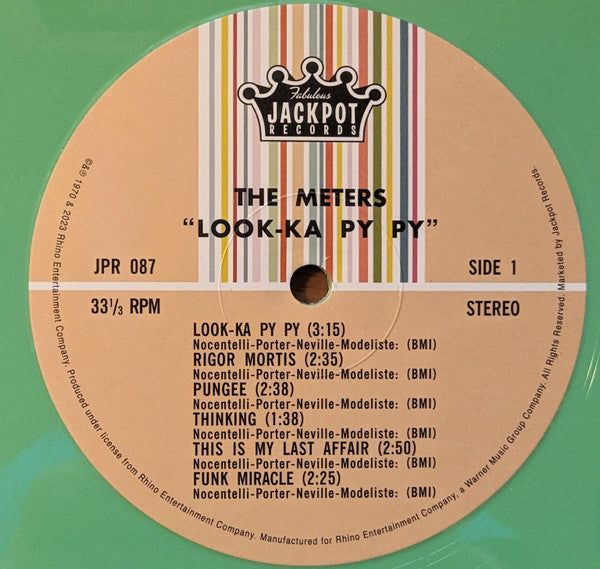 Fabulous
JACKPOT
RECORDS
THE METERS
“LOOK-KA PY PY”
JPR 087
SIDE 1
33⅓ RPM
STEREO
LOOK-KA PY PY (3:15)
Nocentelli-Porter-Neville-Modeliste: (BMI)
RIGOR MORTIS (2:35)
Nocentelli-Porter-Neville-Modeliste: (BMI)
PUNGEE (2:38)
Nocentelli-Porter-Neville-Modeliste: (BMI)
THINKING (1:38)
Nocentelli-Porter-Neville-Modeliste: (BMI)
THIS IS MY LAST AFFAIR (2:50)
Nocentelli-Porter-Neville-Modeliste: (BMI)
FUNK MIRACLE (2:25)
Nocentelli-Porter-Neville-Modeliste: (BMI)
©&℗ 1970 & 2023 Rhino Entertainment Company. Produced under license from Rhino Entertainment Company. Manufactured for Rhino Entertainment Company, a Warner Music Group Company. All Rights Reserved. Marketed by Jackpot Records.